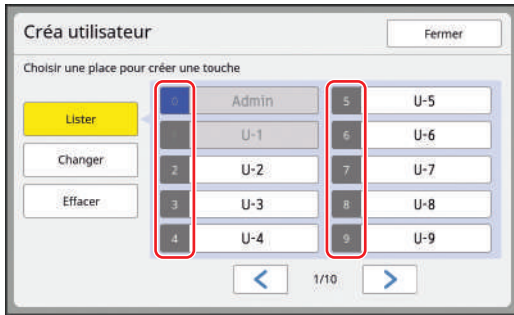 Créa utilisateur
Fermer
Choisir une place pour créer une touche
Lister
Changer
Effacer
0 Admin
U-1
2 U-2
3 U-3
4 U-4
5 U-5
6 U-6
7 U-7
8 U-8
9 U-9
1/10